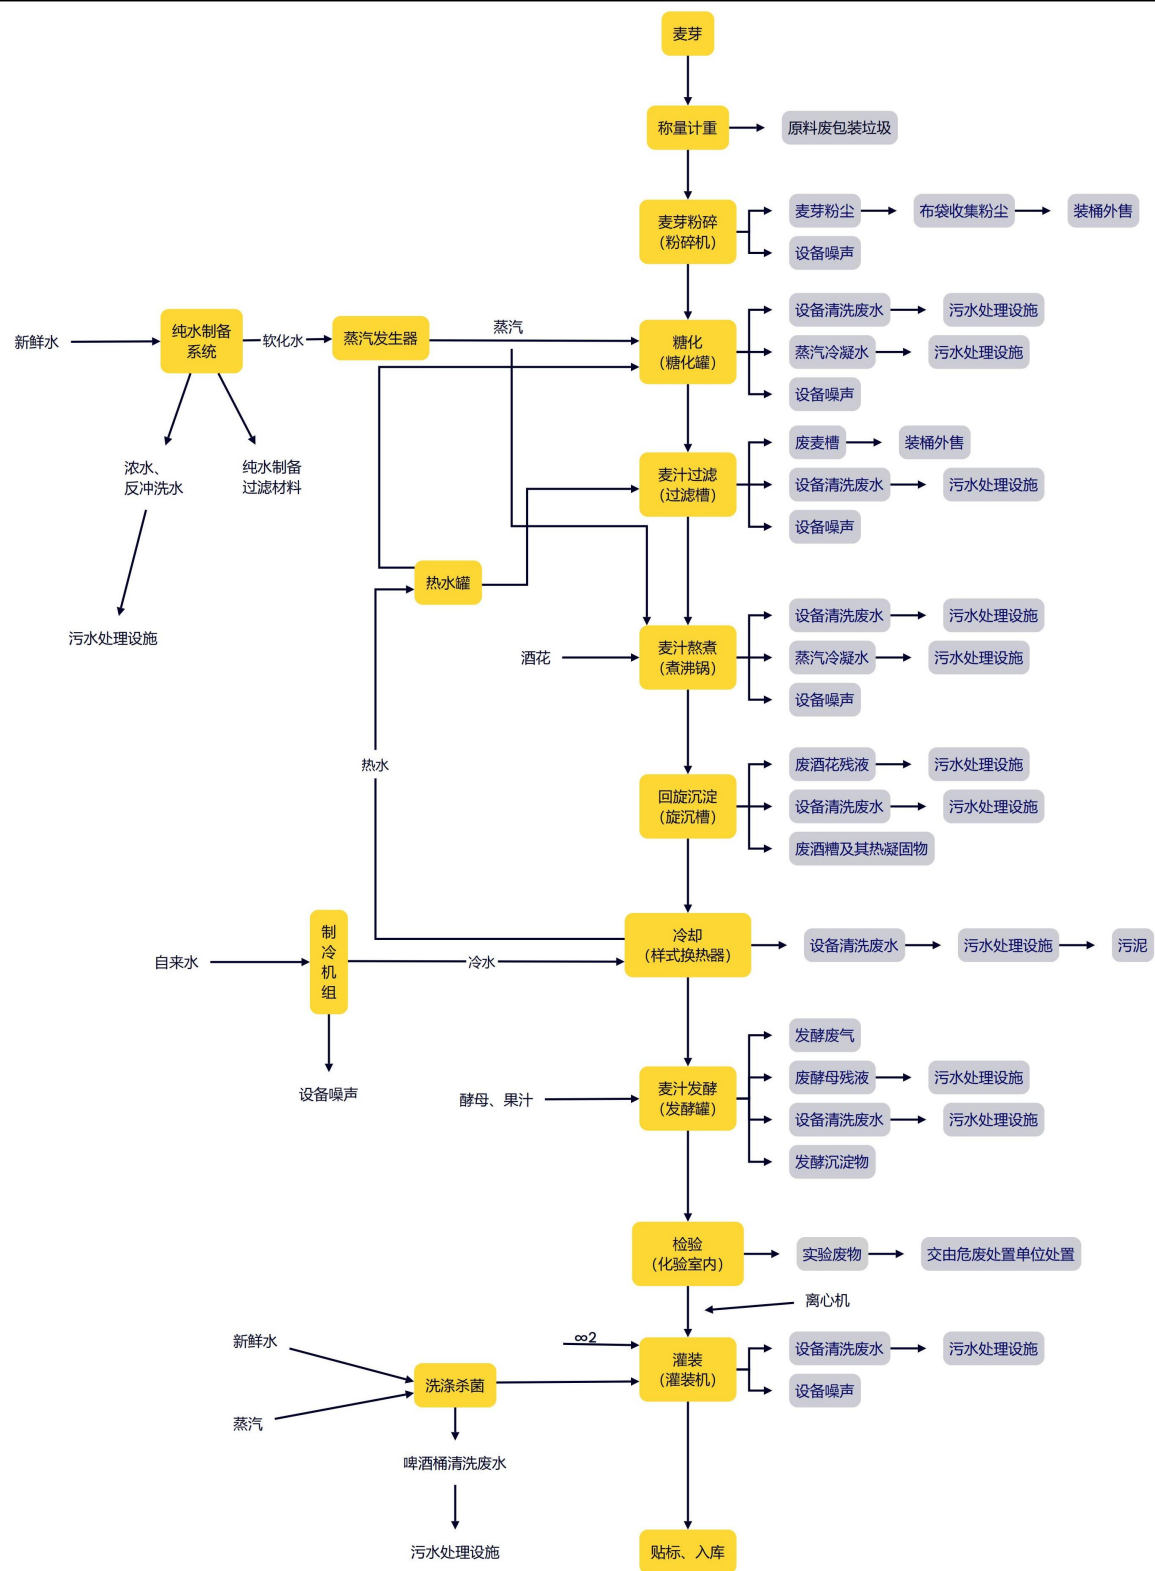 麦芽
称量计重
原料废包装垃圾
麦芽粉碎
（粉碎机）
麦芽粉尘
布袋收集粉尘
装桶外售
设备噪声
新鲜水
纯水制备
系统
软化水
蒸汽发生器
蒸汽
糖化
（糖化罐）
设备清洗废水
污水处理设施
蒸汽冷凝水
污水处理设施
设备噪声
浓水、
反冲洗水
纯水制备
过滤材料
污水处理设施
麦汁过滤
（过滤槽）
废麦槽
装桶外售
设备清洗废水
污水处理设施
设备噪声
热水罐
酒花
麦汁熬煮
（煮沸锅）
设备清洗废水
污水处理设施
蒸汽冷凝水
污水处理设施
设备噪声
热水
回旋沉淀
（旋沉槽）
废酒花残液
污水处理设施
设备清洗废水
污水处理设施
废酒糟及其热凝固物
自来水
制
冷
机
组
冷水
冷却
（样式换热器）
设备清洗废水
污水处理设施
污泥
设备噪声
酵母、果汁
麦汁发酵
（发酵罐）
发酵废气
废酵母残液
污水处理设施
设备清洗废水
污水处理设施
发酵沉淀物
检验
（化验室内）
实验废物
交由危废处置单位处置
离心机
新鲜水
蒸汽
洗涤杀菌
∞2
灌装
（灌装机）
设备清洗废水
污水处理设施
设备噪声
啤酒桶清洗废水
污水处理设施
贴标、入库